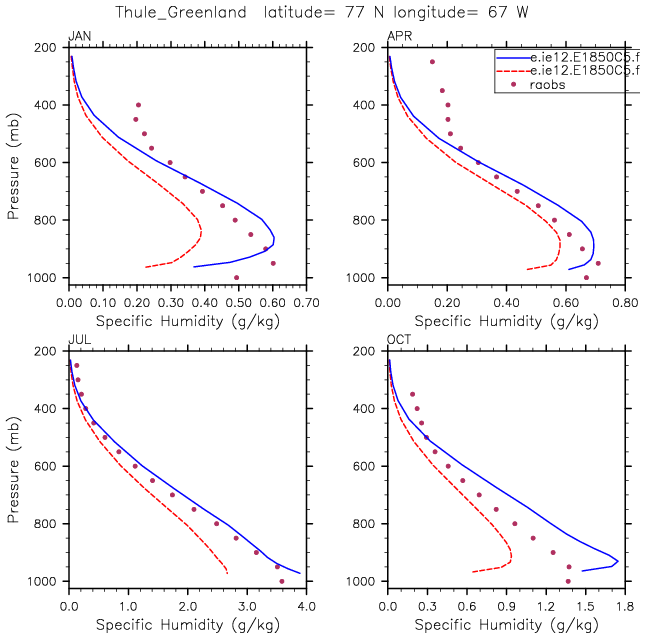 Thule_Greenland latitude= 77 N longitude= 67 W
JAN
200
400
600
800
1000
Pressure (mb)
0.00 0.10 0.20 0.30 0.40 0.50 0.60 0.70
Specific Humidity (g/kg)
APR
200
400
600
800
1000
e.ie12.E1850C5.f
e.ie12.E1850C5.f
raobs
0.00 0.20 0.40 0.60 0.80
Specific Humidity (g/kg)
JUL
200
400
600
800
1000
Pressure (mb)
0.0 1.0 2.0 3.0 4.0
Specific Humidity (g/kg)
OCT
200
400
600
800
1000
0.0 0.3 0.6 0.9 1.2 1.5 1.8
Specific Humidity (g/kg)